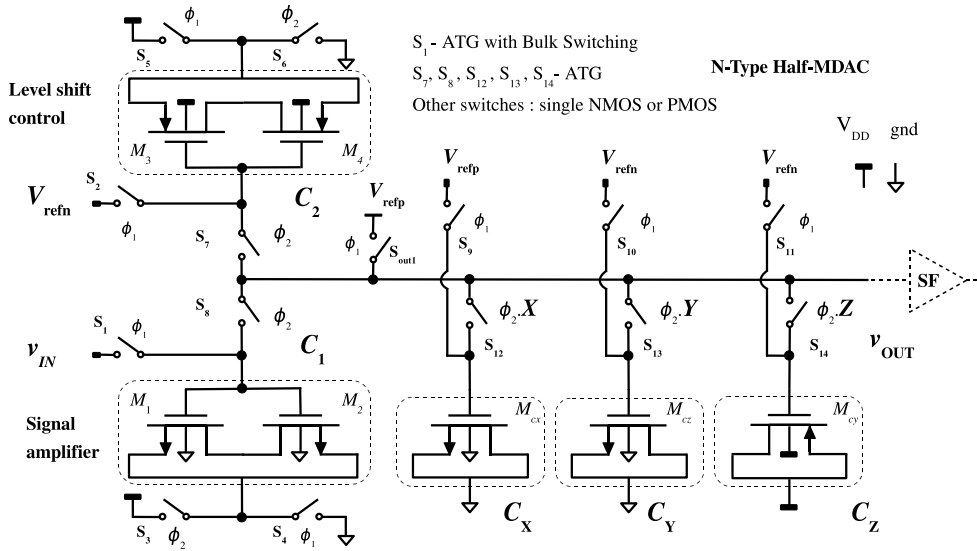 ϕ1
ϕ2
S5
S6
S1- ATG with Bulk Switching
S7, S8, S12, S13, S14- ATG
Other switches : single NMOS or PMOS
N-Type Half-MDAC
Level shift
control
M3
M4
VDD
gnd
Vrefp
Vrefn
Vrefn
Vrefn
S2
ϕ1
C2
Vrefp
S7
ϕ2
ϕ1
Sout1
ϕ1
S9
ϕ1
S10
ϕ1
S11
SF
S8
ϕ2
ϕ2.X
ϕ2.Y
ϕ2.Z
vIN
S1
ϕ1
C1
S12
S13
S14
vOUT
Signal
amplifier
M1
M2
Mcx
Mcz
Mcy
S3
ϕ2
S4
ϕ1
CX
CY
CZ